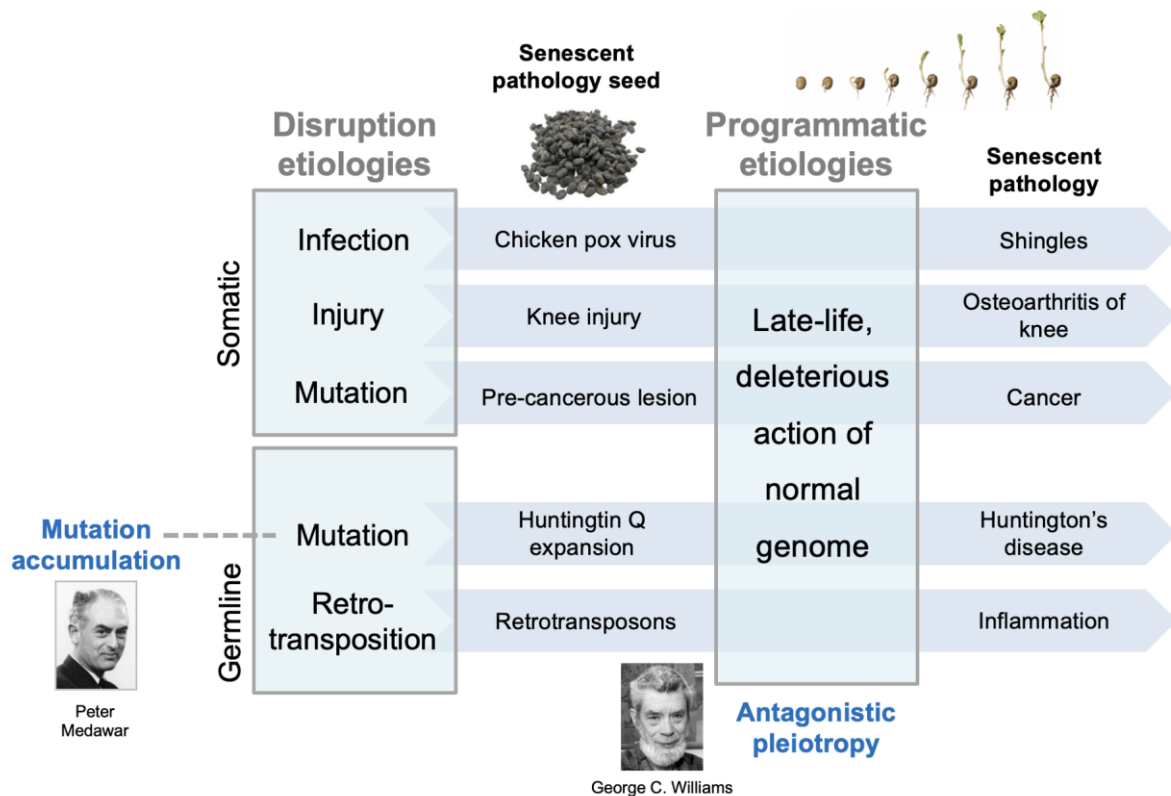 Senescent
pathology seed
Disruption
etiologies
Programmatic
etiologies
Senescent
pathology
Somatic
Infection
Chicken pox virus
Shingles
Injury
Knee injury
Osteoarthritis of
knee
Mutation
Pre-cancerous lesion
Cancer
Late-life,
deleterious
action of
normal
genome
Germline
Mutation
accumulation
Peter
Medawar
Mutation
Huntingtin Q
expansion
Huntington’s
disease
Retro-
transposition
Retrotransposons
Inflammation
George C. Williams
Antagonistic
pleiotropy